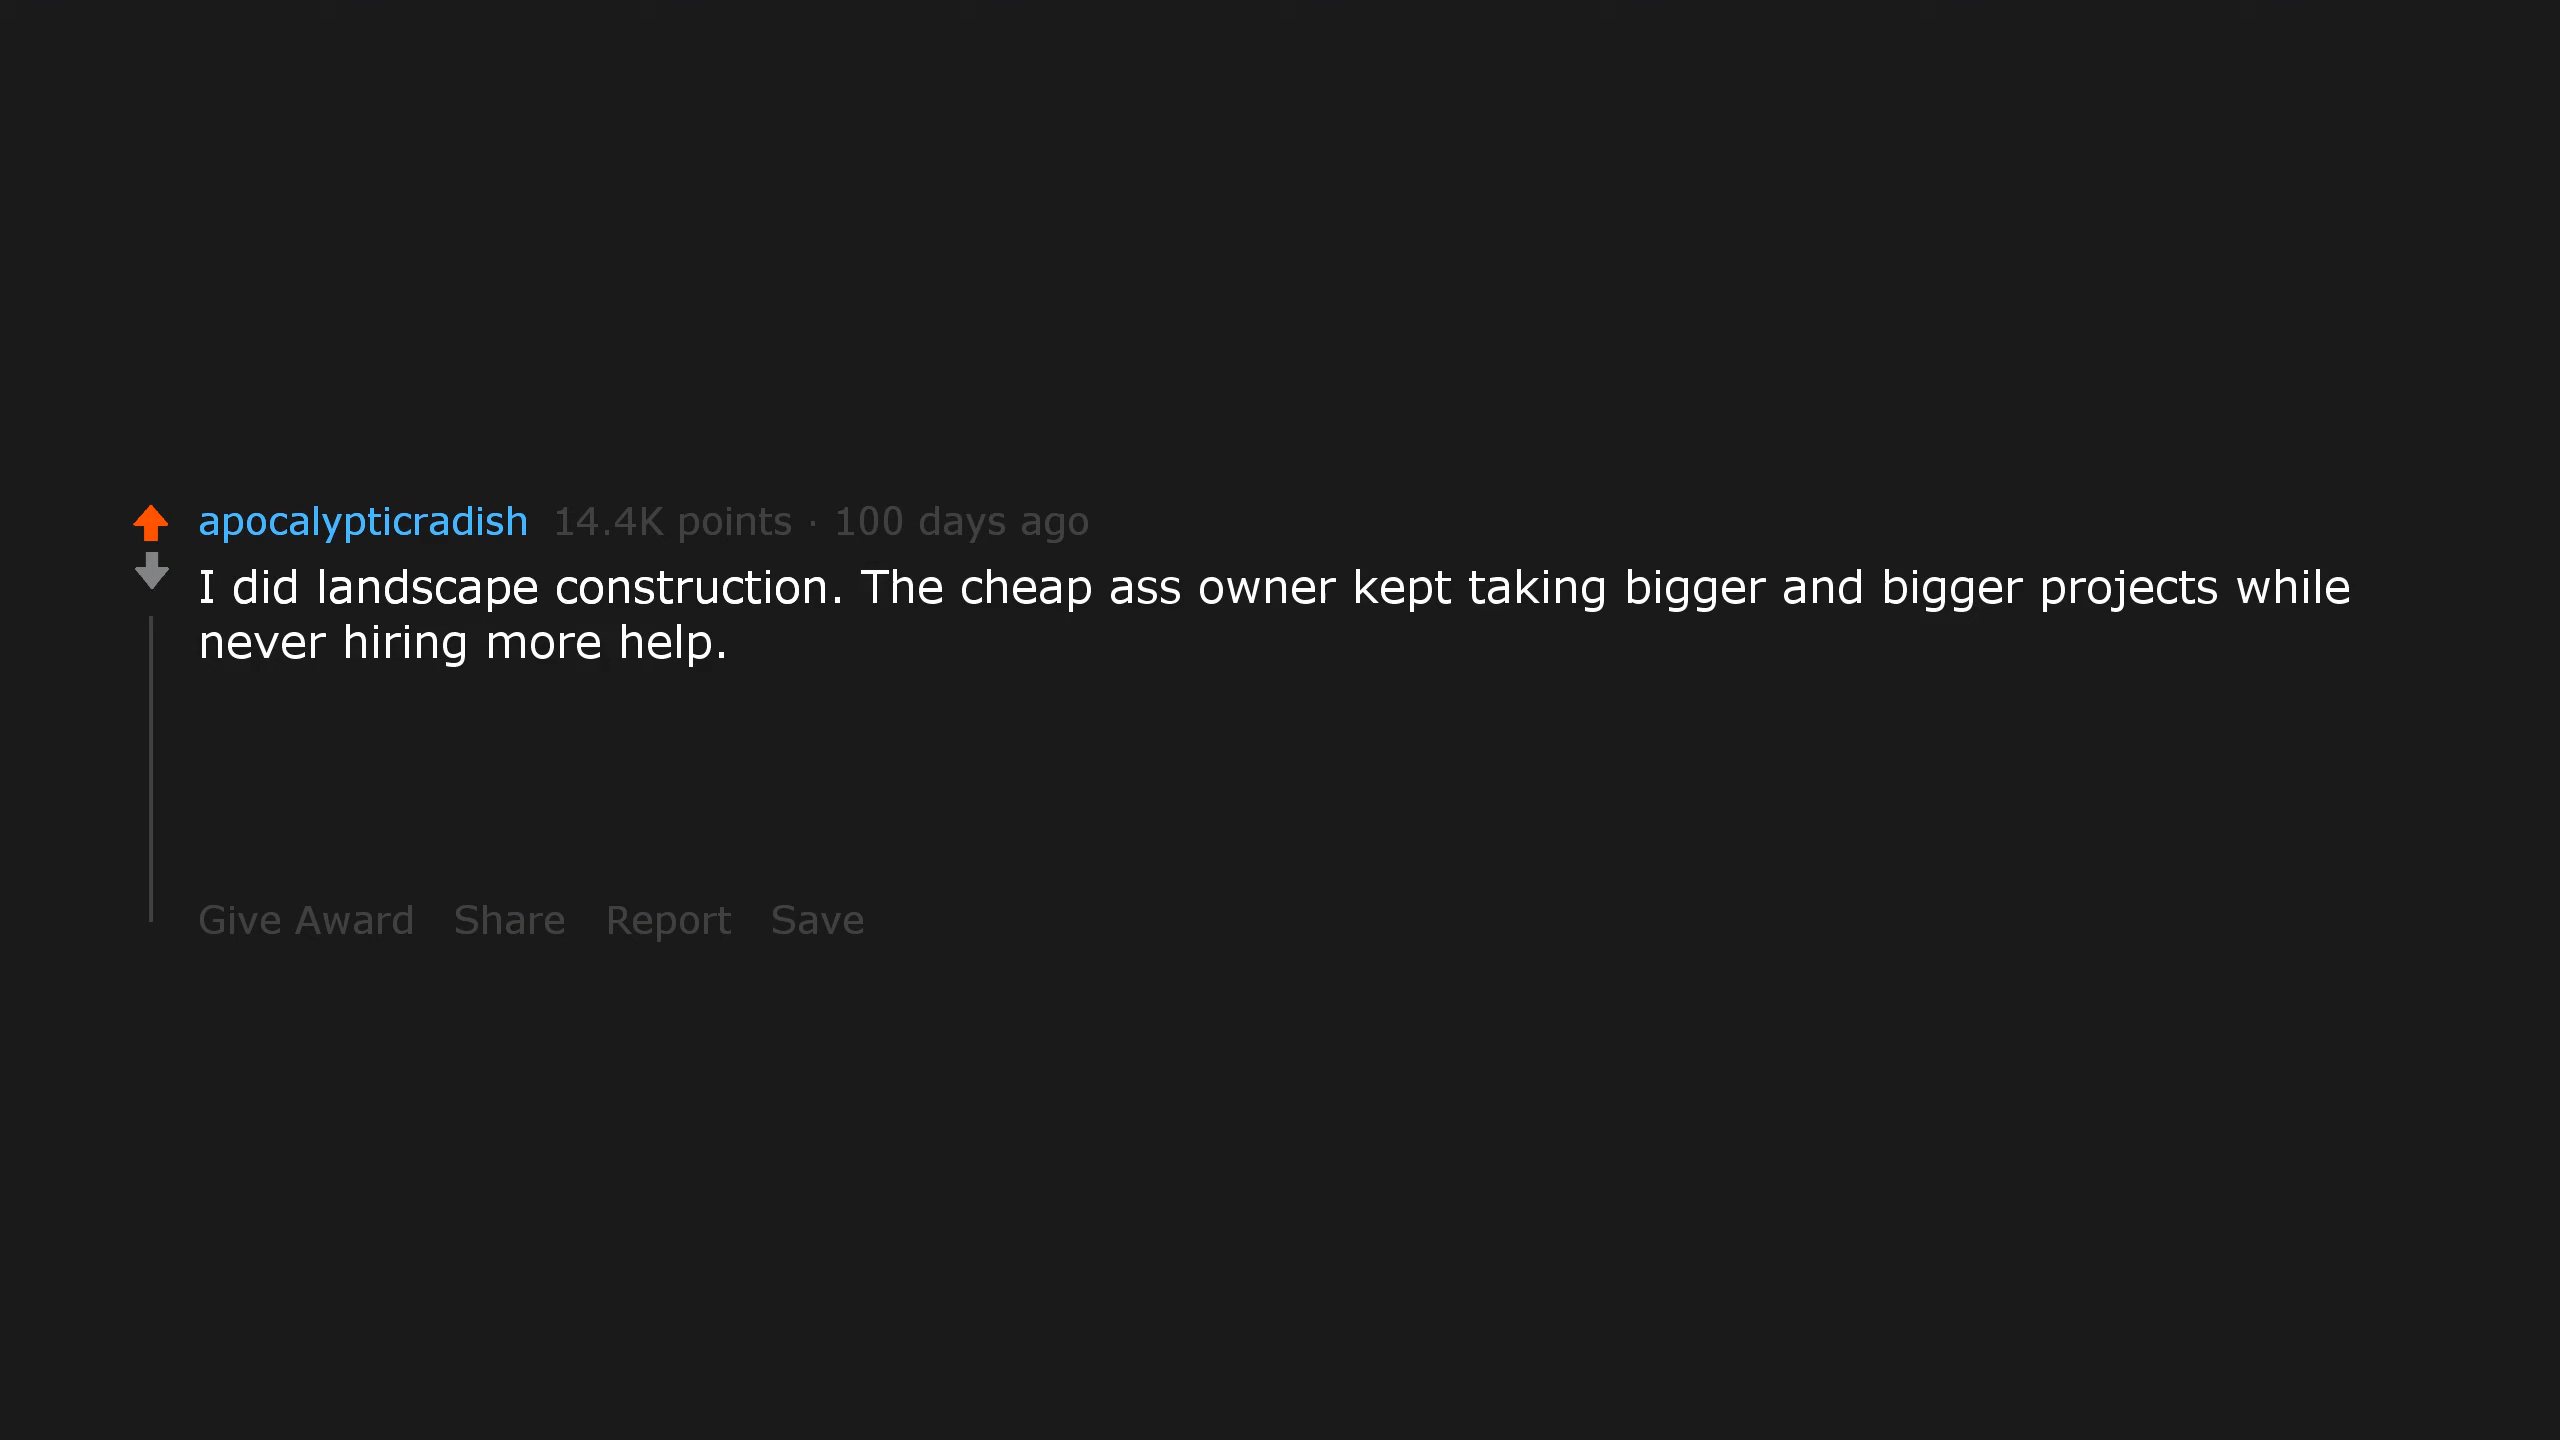 apocalypticradish 14.4K points · 100 days ago
I did landscape construction. The cheap ass owner kept taking bigger and bigger projects while
never hiring more help.
Give Award Share Report Save